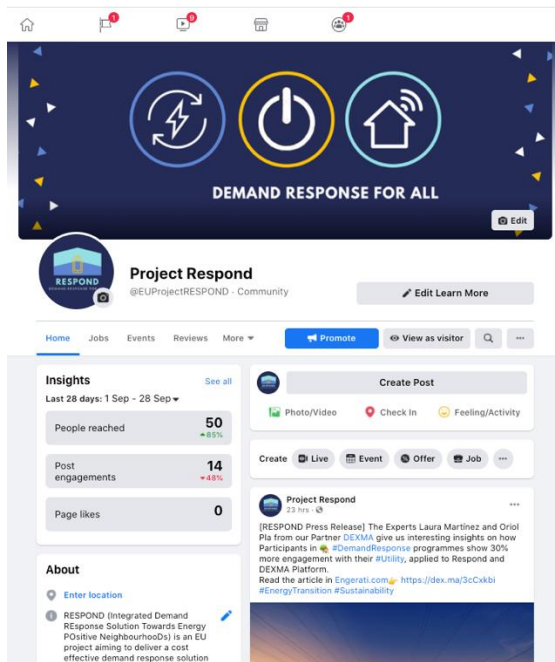 1
9
1
DEMAND RESPONSE FOR ALL
Edit
RESPOND
Project Respond
@EUProjectRESPOND · Community
Edit Learn More
Home Jobs Events Reviews More
Promote
View as visitor
Insights
See all
Last 28 days: 1 Sep - 28 Sep
People reached
50
85%
Post
engagements
14
48%
Page likes
0
About
Enter location
RESPOND (Integrated Demand
REsponse Solution Towards Energy
POsitive NeighbourhooDs) is an EU
project aiming to deliver a cost
effective demand response solution
Create Post
Photo/Video
Check In
Feeling/Activity
Create
Live
Event
Offer
Job
Project Respond
23 hrs ·
[RESPOND Press Release] The Experts Laura Martínez and Oriol
Pla from our Partner DEXMA give us interesting insights on how
Participants in #DemandResponse programmes show 30%
more engagement with their #Utility, applied to Respond and
DEXMA Platform.
Read the article in Engerati.com https://dex.ma/3cCxkbi
#EnergyTransition #Sustainability